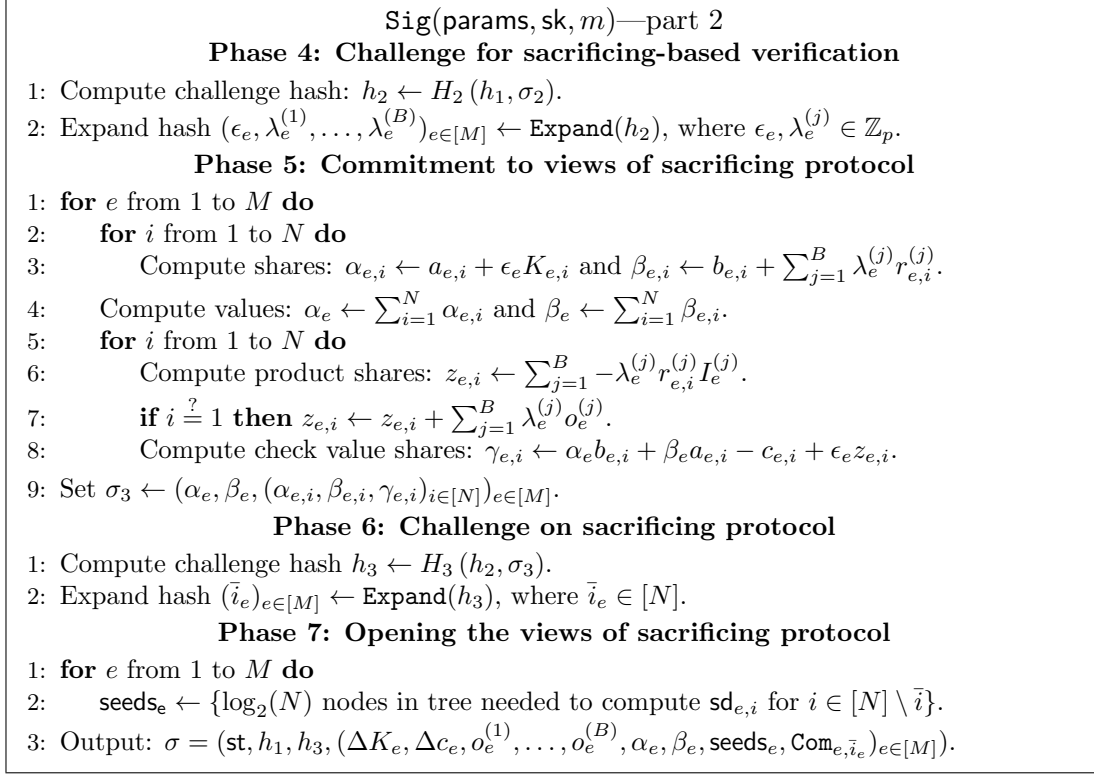 Sig(params, sk, m)—part 2
Phase 4: Challenge for sacrificing-based verification
1: Compute challenge hash: h_2 ← H_2 (h_1, σ_2).
2: Expand hash (ϵ_e, λ_e^{(1)}, . . . , λ_e^{(B)})_{e∈[M]} ← Expand(h_2), where ϵ_e, λ_e^{(j)} ∈ ℤ_p.
Phase 5: Commitment to views of sacrificing protocol
1: for e from 1 to M do
2: for i from 1 to N do
3: Compute shares: α_{e,i} ← a_{e,i} + ϵ_e K_{e,i} and β_{e,i} ← b_{e,i} + ∑_{j=1}^{B} λ_e^{(j)} r_{e,i}^{(j)}.
4: Compute values: α_e ← ∑_{i=1}^{N} α_{e,i} and β_e ← ∑_{i=1}^{N} β_{e,i}.
5: for i from 1 to N do
6: Compute product shares: z_{e,i} ← ∑_{j=1}^{B} −λ_e^{(j)} r_{e,i}^{(j)} I_e^{(j)}.
7: if i ≟ 1 then z_{e,i} ← z_{e,i} + ∑_{j=1}^{B} λ_e^{(j)} o_e^{(j)}.
8: Compute check value shares: γ_{e,i} ← α_e b_{e,i} + β_e a_{e,i} − c_{e,i} + ϵ_e z_{e,i}.
9: Set σ_3 ← (α_e, β_e, (α_{e,i}, β_{e,i}, γ_{e,i})_{i∈[N]})_{e∈[M]}.
Phase 6: Challenge on sacrificing protocol
1: Compute challenge hash h_3 ← H_3 (h_2, σ_3).
2: Expand hash (ī_e)_{e∈[M]} ← Expand(h_3), where ī_e ∈ [N].
Phase 7: Opening the views of sacrificing protocol
1: for e from 1 to M do
2: seeds_e ← {log_2(N) nodes in tree needed to compute sd_{e,i} for i ∈ [N] \ ī}.
3: Output: σ = (st, h_1, h_3, (ΔK_e, Δc_e, o_e^{(1)}, . . . , o_e^{(B)}, α_e, β_e, seeds_e, Com_{e,ī_e})_{e∈[M]}).